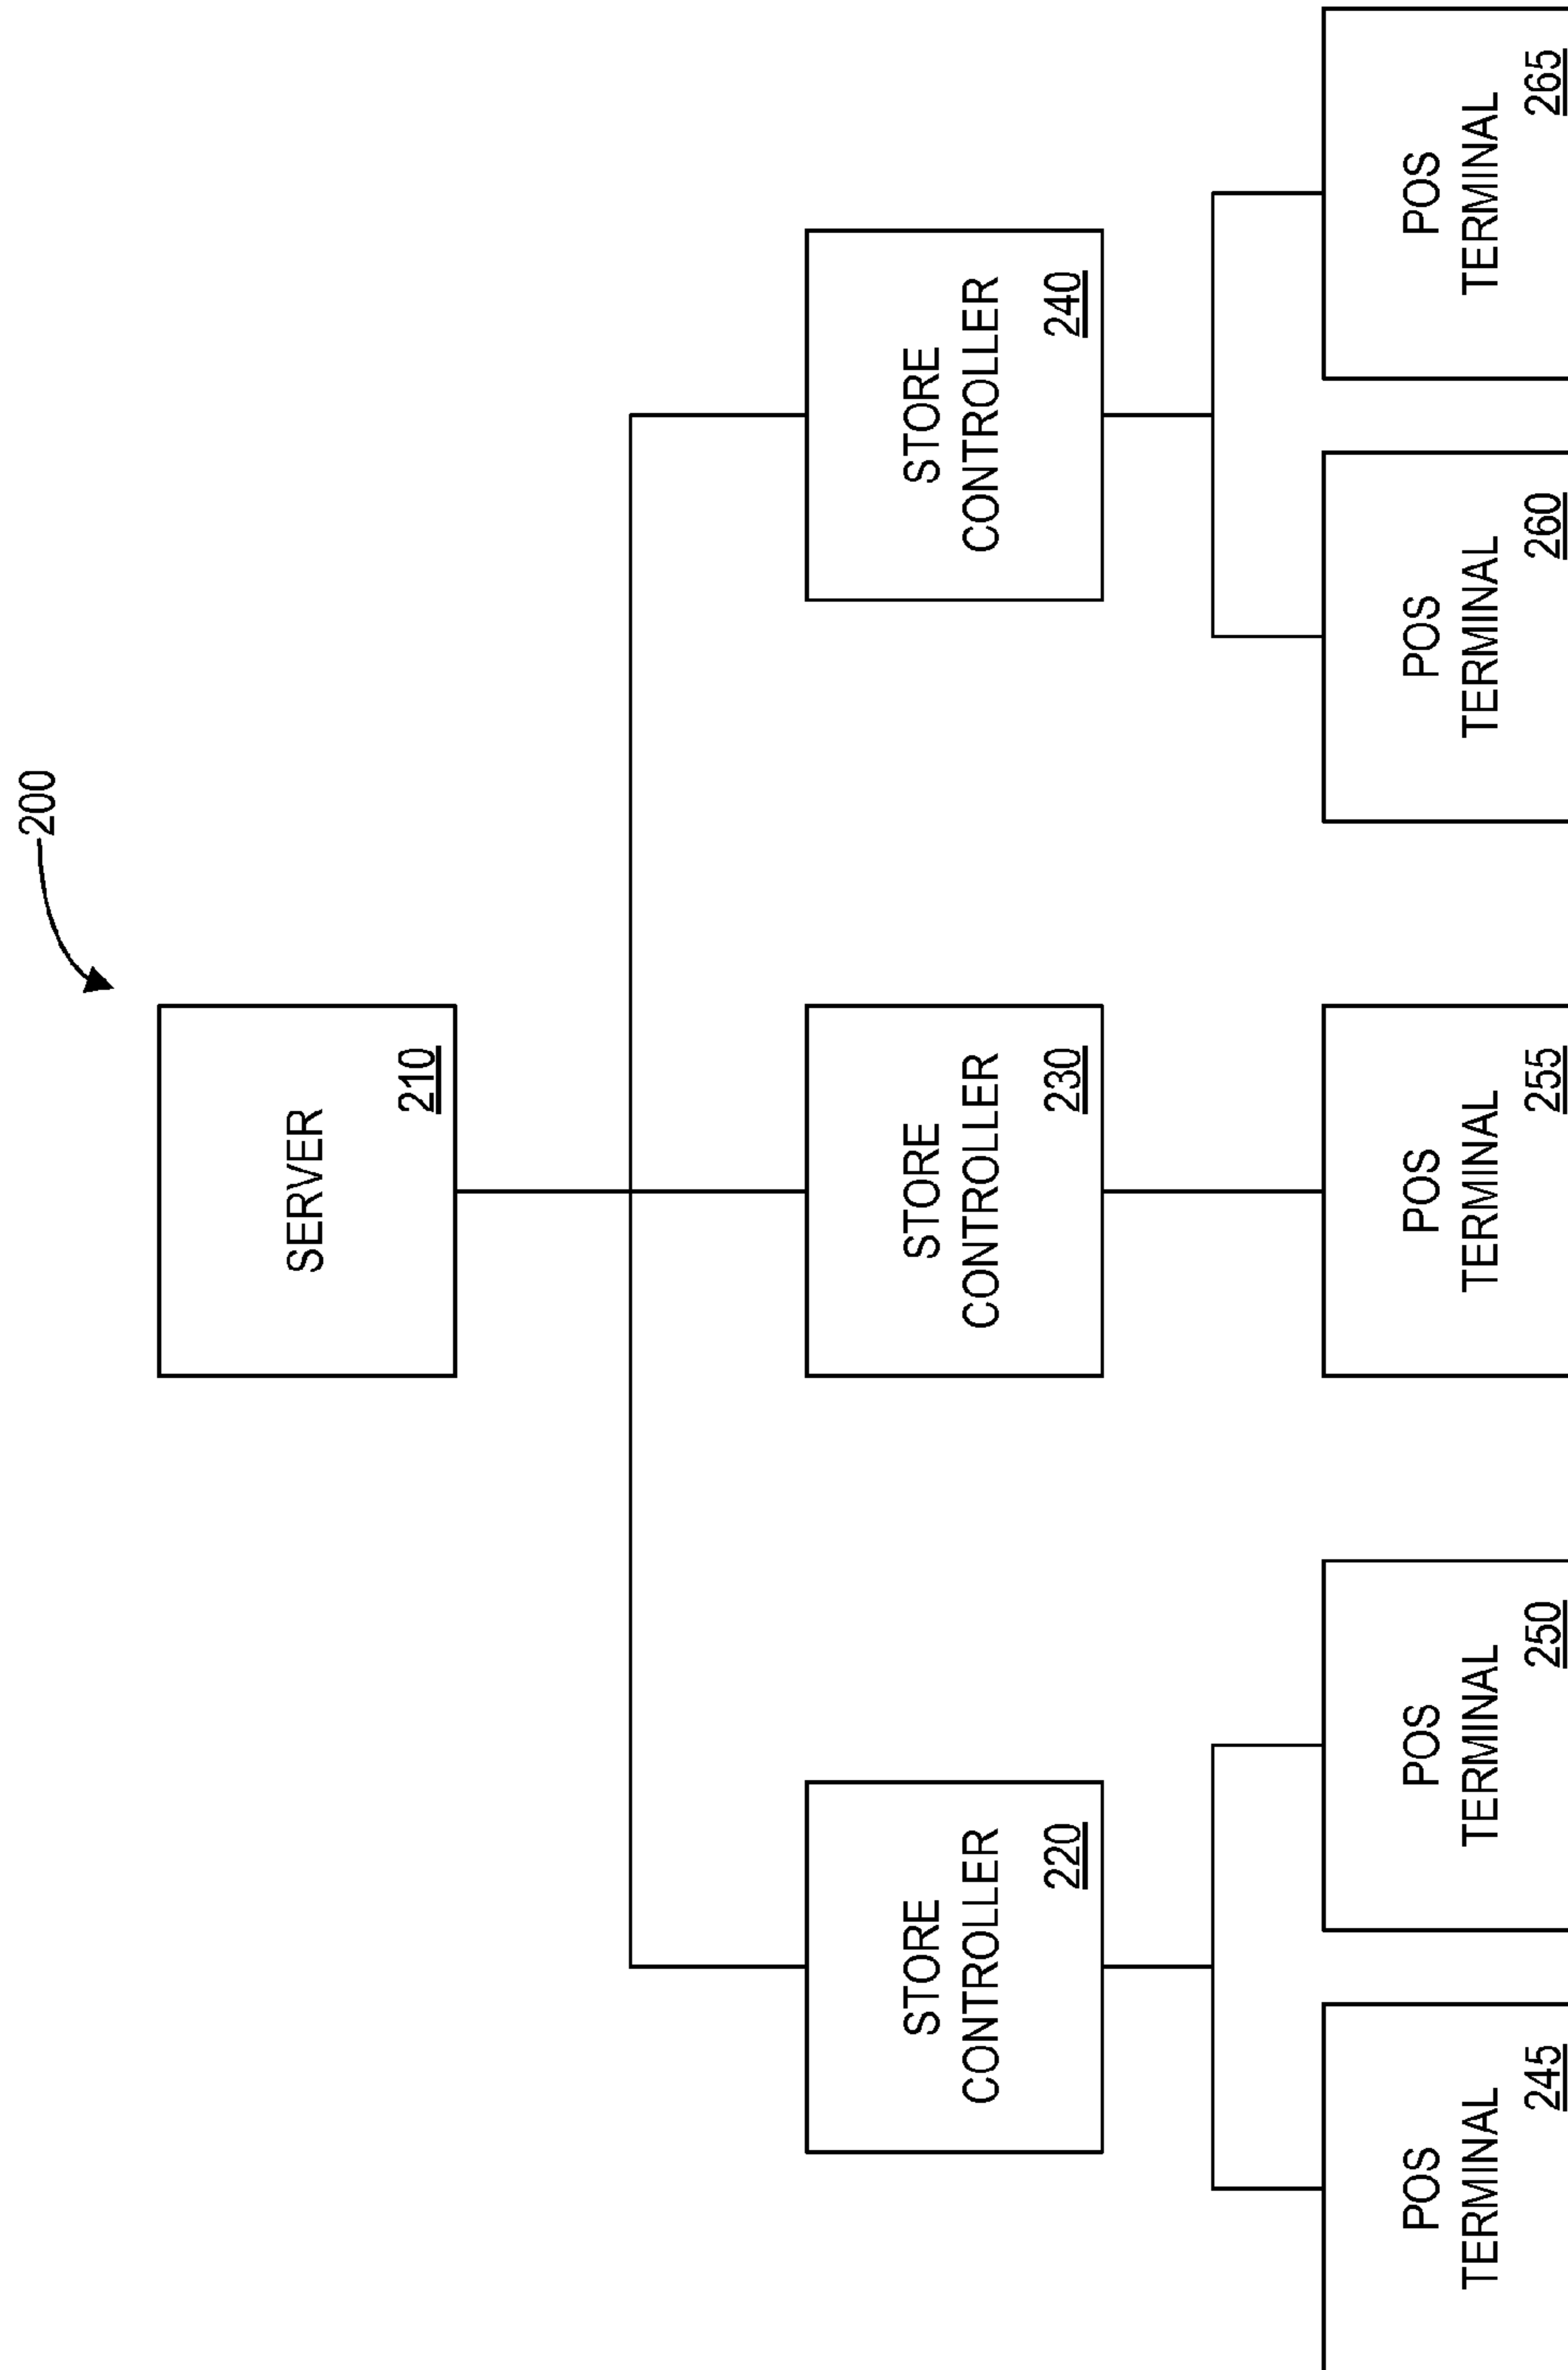 200
SERVER
210
STORE
CONTROLLER
220
STORE
CONTROLLER
230
STORE
CONTROLLER
240
POS
TERMINAL
245
POS
TERMINAL
250
POS
TERMINAL
255
POS
TERMINAL
260
POS
TERMINAL
265